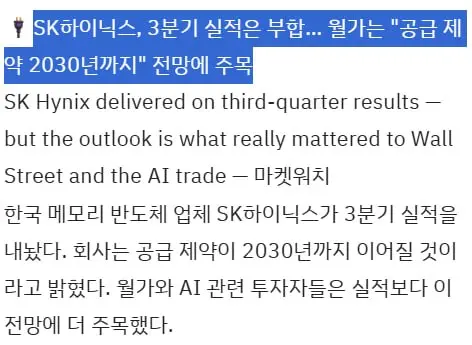 SK하이닉스, 3분기 실적은 부합... 월가는 "공급 제
약 2030년까지" 전망에 주목
SK Hynix delivered on third-quarter results —
but the outlook is what really mattered to Wall
Street and the AI trade — 마켓워치
한국 메모리 반도체 업체 SK하이닉스가 3분기 실적을
내놨다. 회사는 공급 제약이 2030년까지 이어질 것이
라고 밝혔다. 월가와 AI 관련 투자자들은 실적보다 이
전망에 더 주목했다.